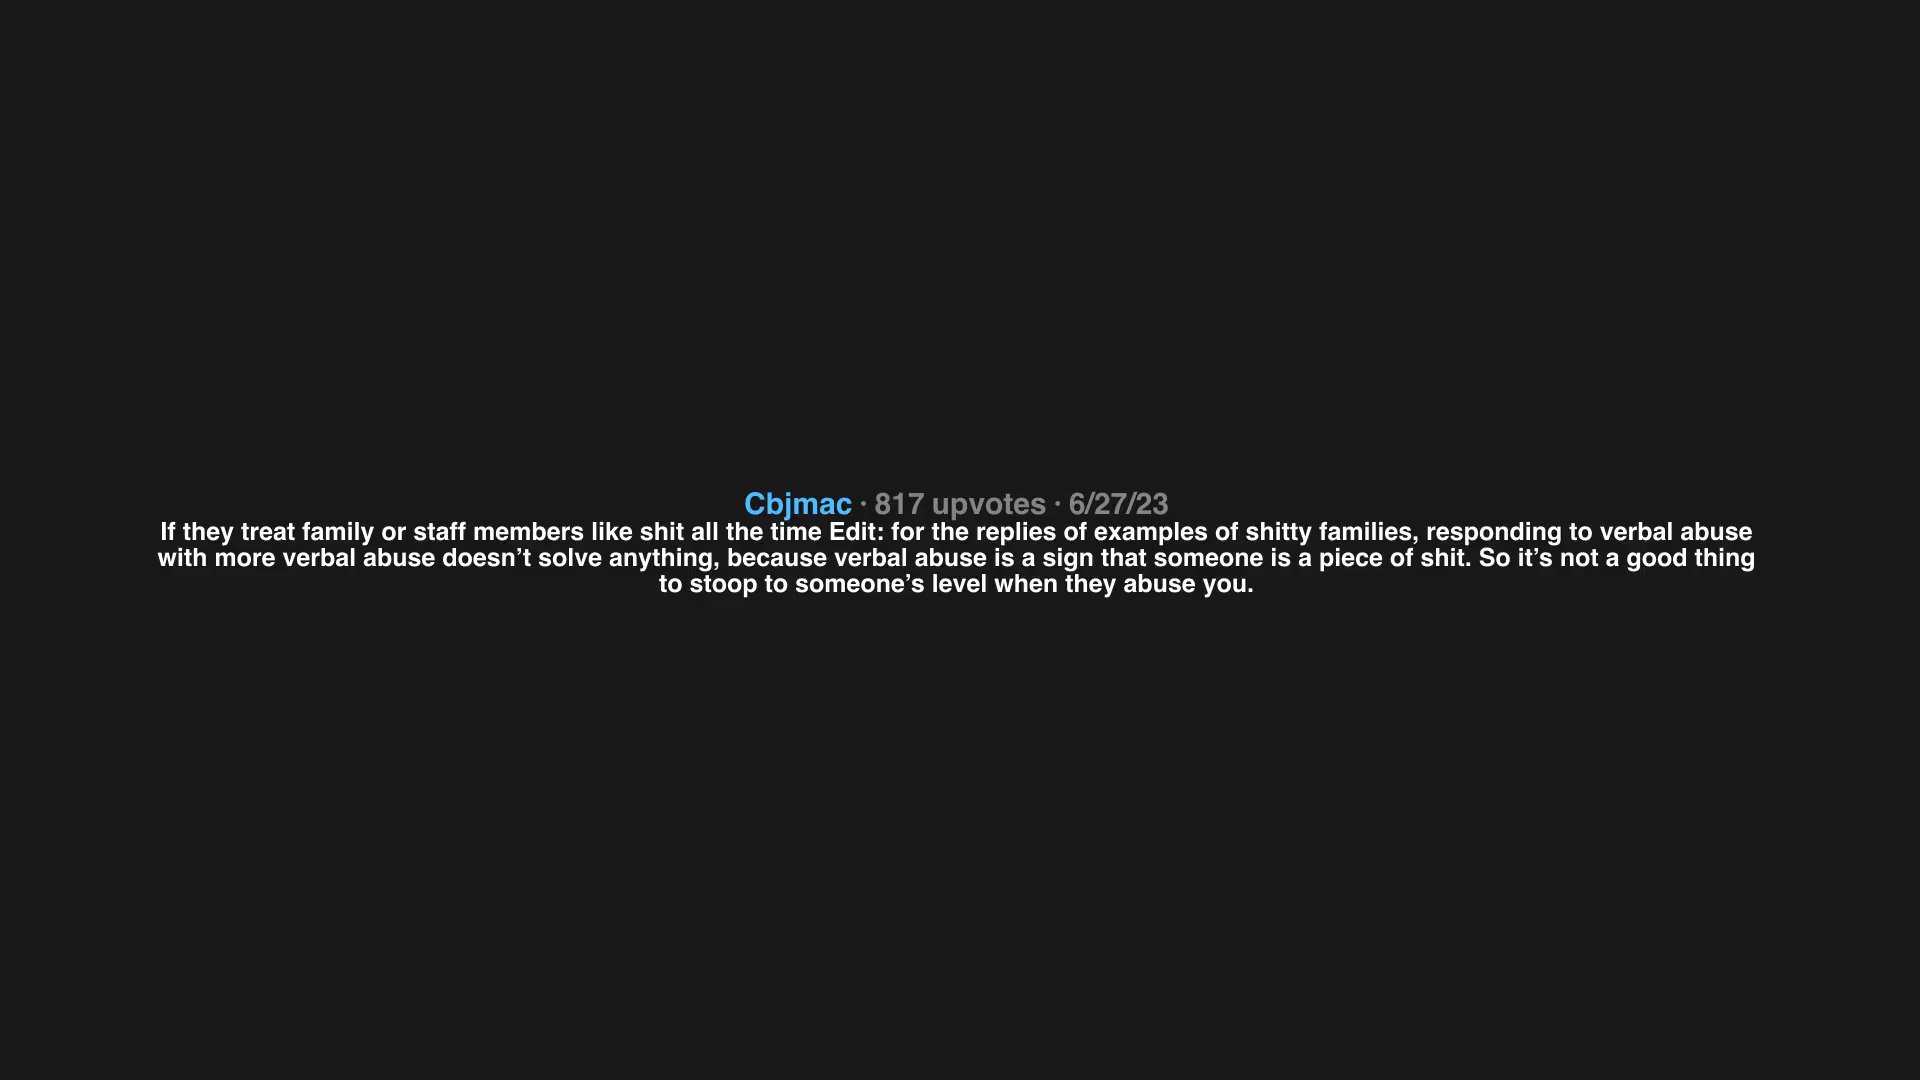 Cbjmac · 817 upvotes · 6/27/23
If they treat family or staff members like shit all the time Edit: for the replies of examples of shitty families, responding to verbal abuse
with more verbal abuse doesn’t solve anything, because verbal abuse is a sign that someone is a piece of shit. So it’s not a good thing
to stoop to someone’s level when they abuse you.